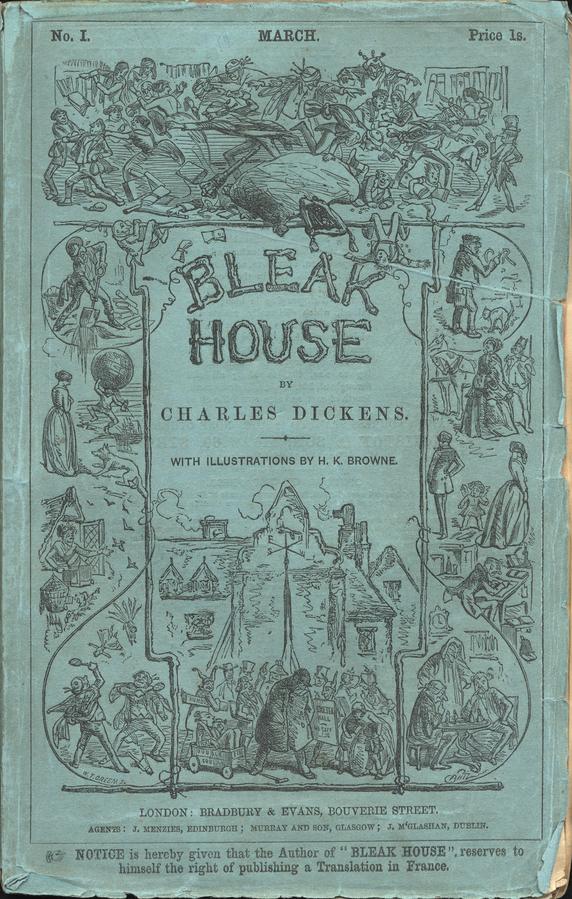 No. I. MARCH. Price 1s.
BLEAK
HOUSE
BY
CHARLES DICKENS.
WITH ILLUSTRATIONS BY H. K. BROWNE.
E
EXETER
HALL
LONDON: BRADBURY & EVANS, BOUVERIE STREET.
AGENTS: J. MENZIES, EDINBURGH; MURRAY AND SON, GLASGOW; J. M'GLASHAN, DUBLIN.
☞ NOTICE is hereby given that the Author of "BLEAK HOUSE", reserves to
himself the right of publishing a Translation in France.